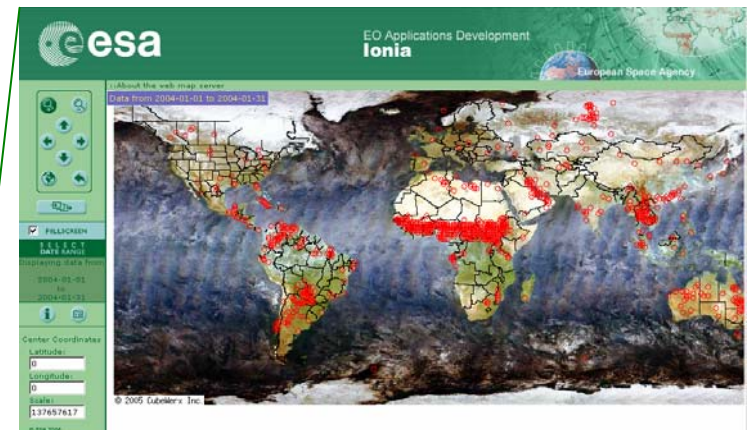 esa
EO Applications Development
Ionia
European Space Agency
::About the web map server
Data from 2004-01-01 to 2004-01-31
FULLSCREEN
SELECT
DATE RANGE
Displaying data from:
2004-01-01
to
2004-01-31
i
Center Coordinates
Latitude:
0
Longitude:
0
Scale:
137657617
© 2005 CubeWerx Inc.